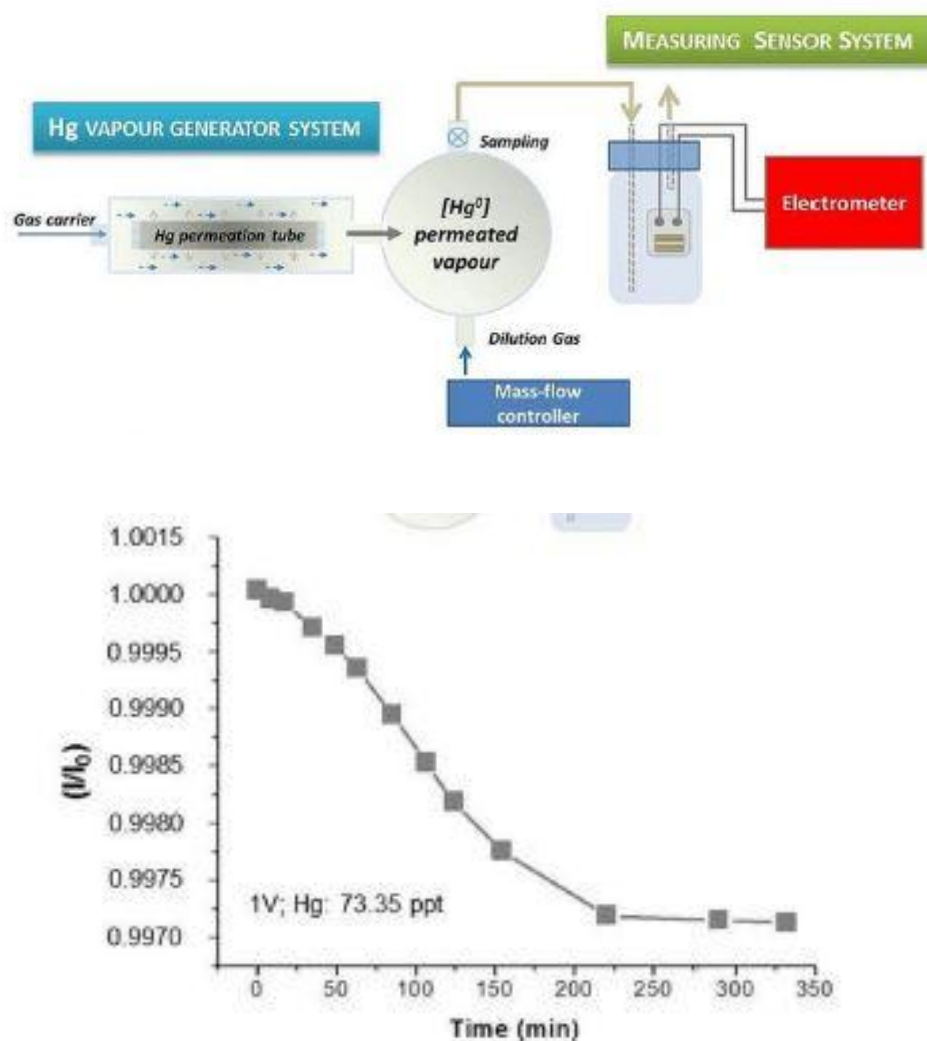 MEASURING SENSOR SYSTEM
Hg VAPOUR GENERATOR SYSTEM
Sampling
Gas carrier
Hg permeation tube
[Hg⁰]
permeated
vapour
Electrometer
Dilution Gas
Mass-flow
controller
1.0015
1.0000
0.9995
0.9990
0.9985
0.9980
0.9975
0.9970
(I/I₀)
1V; Hg: 73.35 ppt
0
50
100
150
200
250
300
350
Time (min)